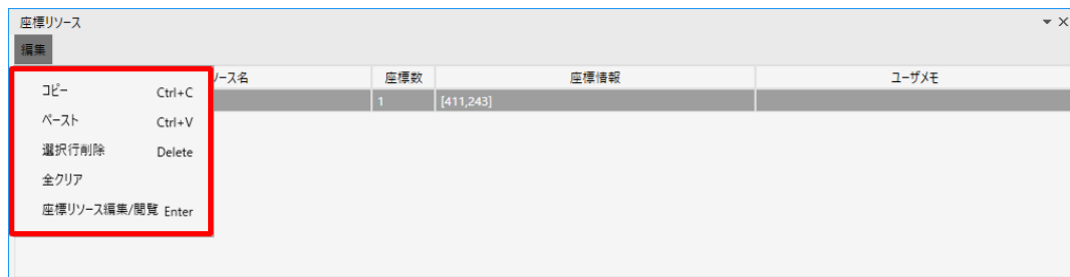 座標リソース
編集
ソース名 座標数 座標情報 ユーザメモ
1 [411,243]
コピー Ctrl+C
ペースト Ctrl+V
選択行削除 Delete
全クリア
座標リソース編集/閲覧 Enter